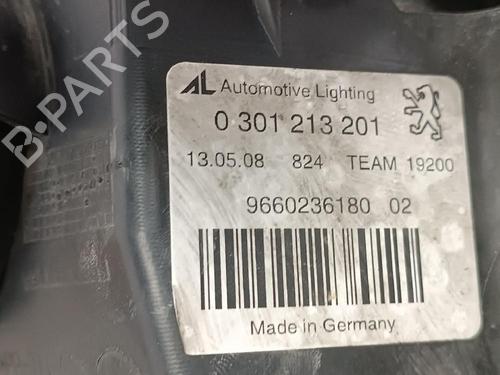 AL Automotive Lighting
0 301 213 201
13.05.08 824 TEAM 19200
9660236180 02
Made in Germany
B-PARTS